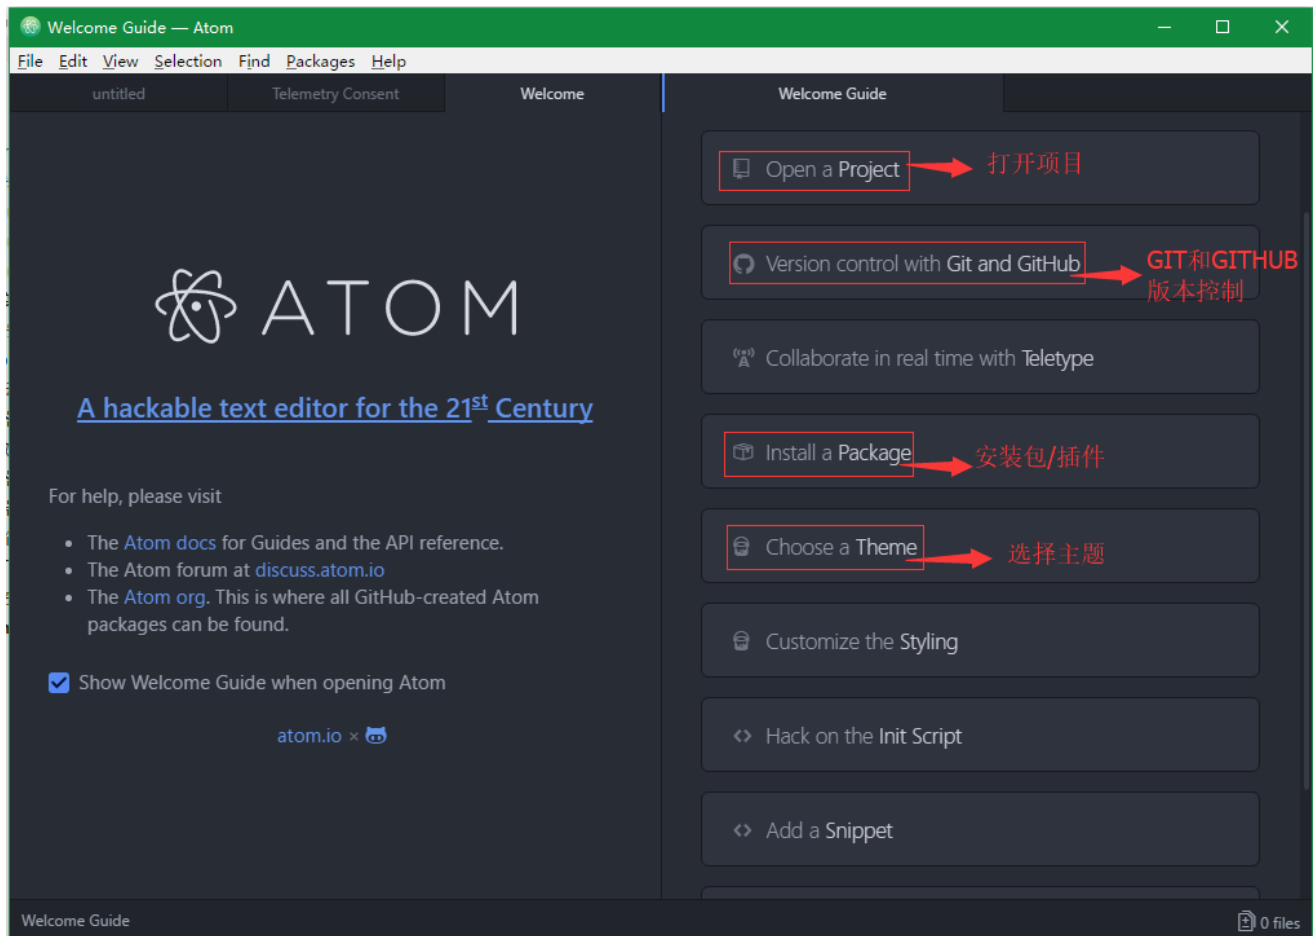 Welcome Guide — Atom
File Edit View Selection Find Packages Help
untitled Telemetry Consent Welcome Welcome Guide
ATOM
A hackable text editor for the 21st Century
For help, please visit
The Atom docs for Guides and the API reference.
The Atom forum at discuss.atom.io
The Atom org. This is where all GitHub-created Atom
packages can be found.
Show Welcome Guide when opening Atom
atom.io ×
Open a Project 打开项目
Version control with Git and GitHub GIT和GITHUB
版本控制
Collaborate in real time with Teletype
Install a Package 安装包/插件
Choose a Theme 选择主题
Customize the Styling
Hack on the Init Script
Add a Snippet
Welcome Guide 0 files